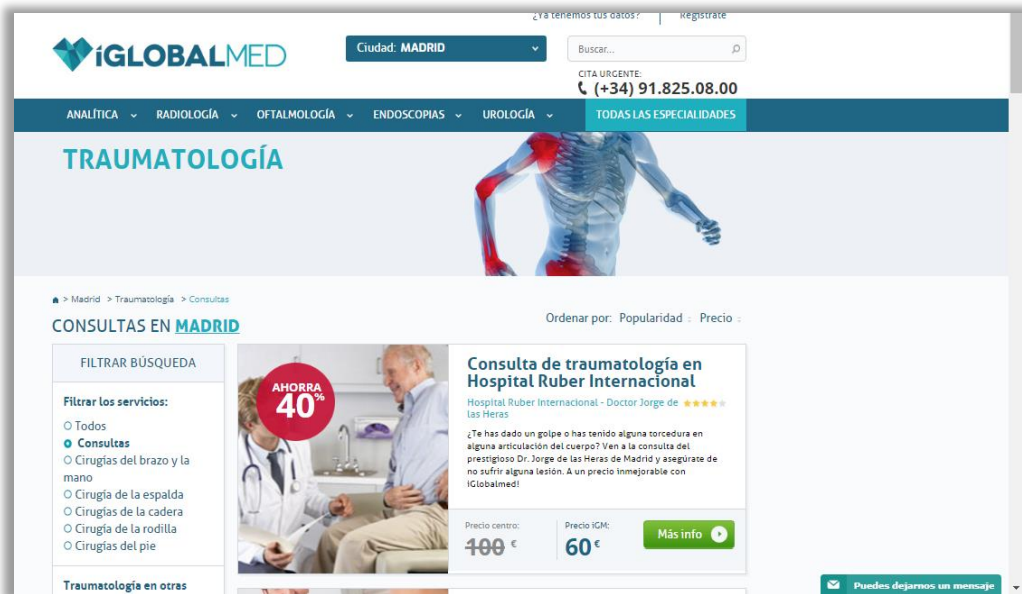 ¿Ya tenemos tus datos? | Regístrate
iGLOBALMED
Ciudad: MADRID
Buscar...
CITA URGENTE:
(+34) 91.825.08.00
ANALÍTICA
RADIOLOGÍA
OFTALMOLOGÍA
ENDOSCOPIAS
UROLOGÍA
TODAS LAS ESPECIALIDADES
TRAUMATOLOGÍA
> Madrid > Traumatología > Consultas
CONSULTAS EN MADRID
Ordenar por: Popularidad Precio
FILTRAR BÚSQUEDA
Filtrar los servicios:
Todos
Consultas
Cirugías del brazo y la
mano
Cirugía de la espalda
Cirugías de la cadera
Cirugía de la rodilla
Cirugías del pie
Traumatología en otras
AHORRA
40%
Consulta de traumatología en
Hospital Ruber Internacional
Hospital Ruber Internacional - Doctor Jorge de
las Heras
¿Te has dado un golpe o has tenido alguna torcedura en
alguna articulación del cuerpo? Ven a la consulta del
prestigioso Dr. Jorge de las Heras de Madrid y asegúrate de
no sufrir alguna lesión. A un precio inmejorable con
iGlobalmed!
Precio centro:
100 €
Precio iGM:
60 €
Más info
Puedes dejarnos un mensaje